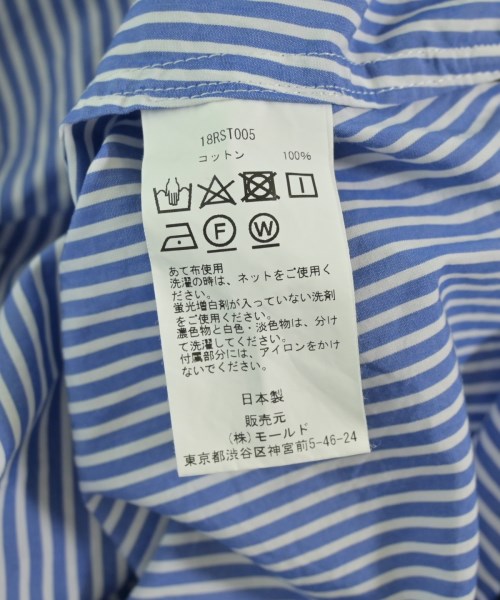 18RST005
コットン 100%
F W
あて布使用
洗濯の時は、ネットをご使用く
ださい。
蛍光増白剤が入っていない洗剤
をご使用ください。
濃色物と白色・淡色物は、分け
て洗濯してください。
付属部分には、アイロンをかけ
ないでください。
日本製
販売元
(株)モールド
東京都渋谷区神宮前5-46-24